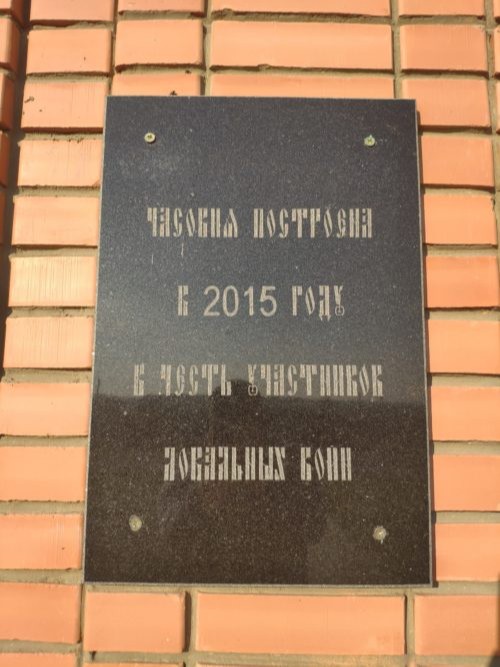 ЧАСОВНЯ ПОСТРОЕНА
В 2015 ГОДУ
В ЧЕСТЬ УЧАСТНИКОВ
ЛОКАЛЬНЫХ ВОЙН